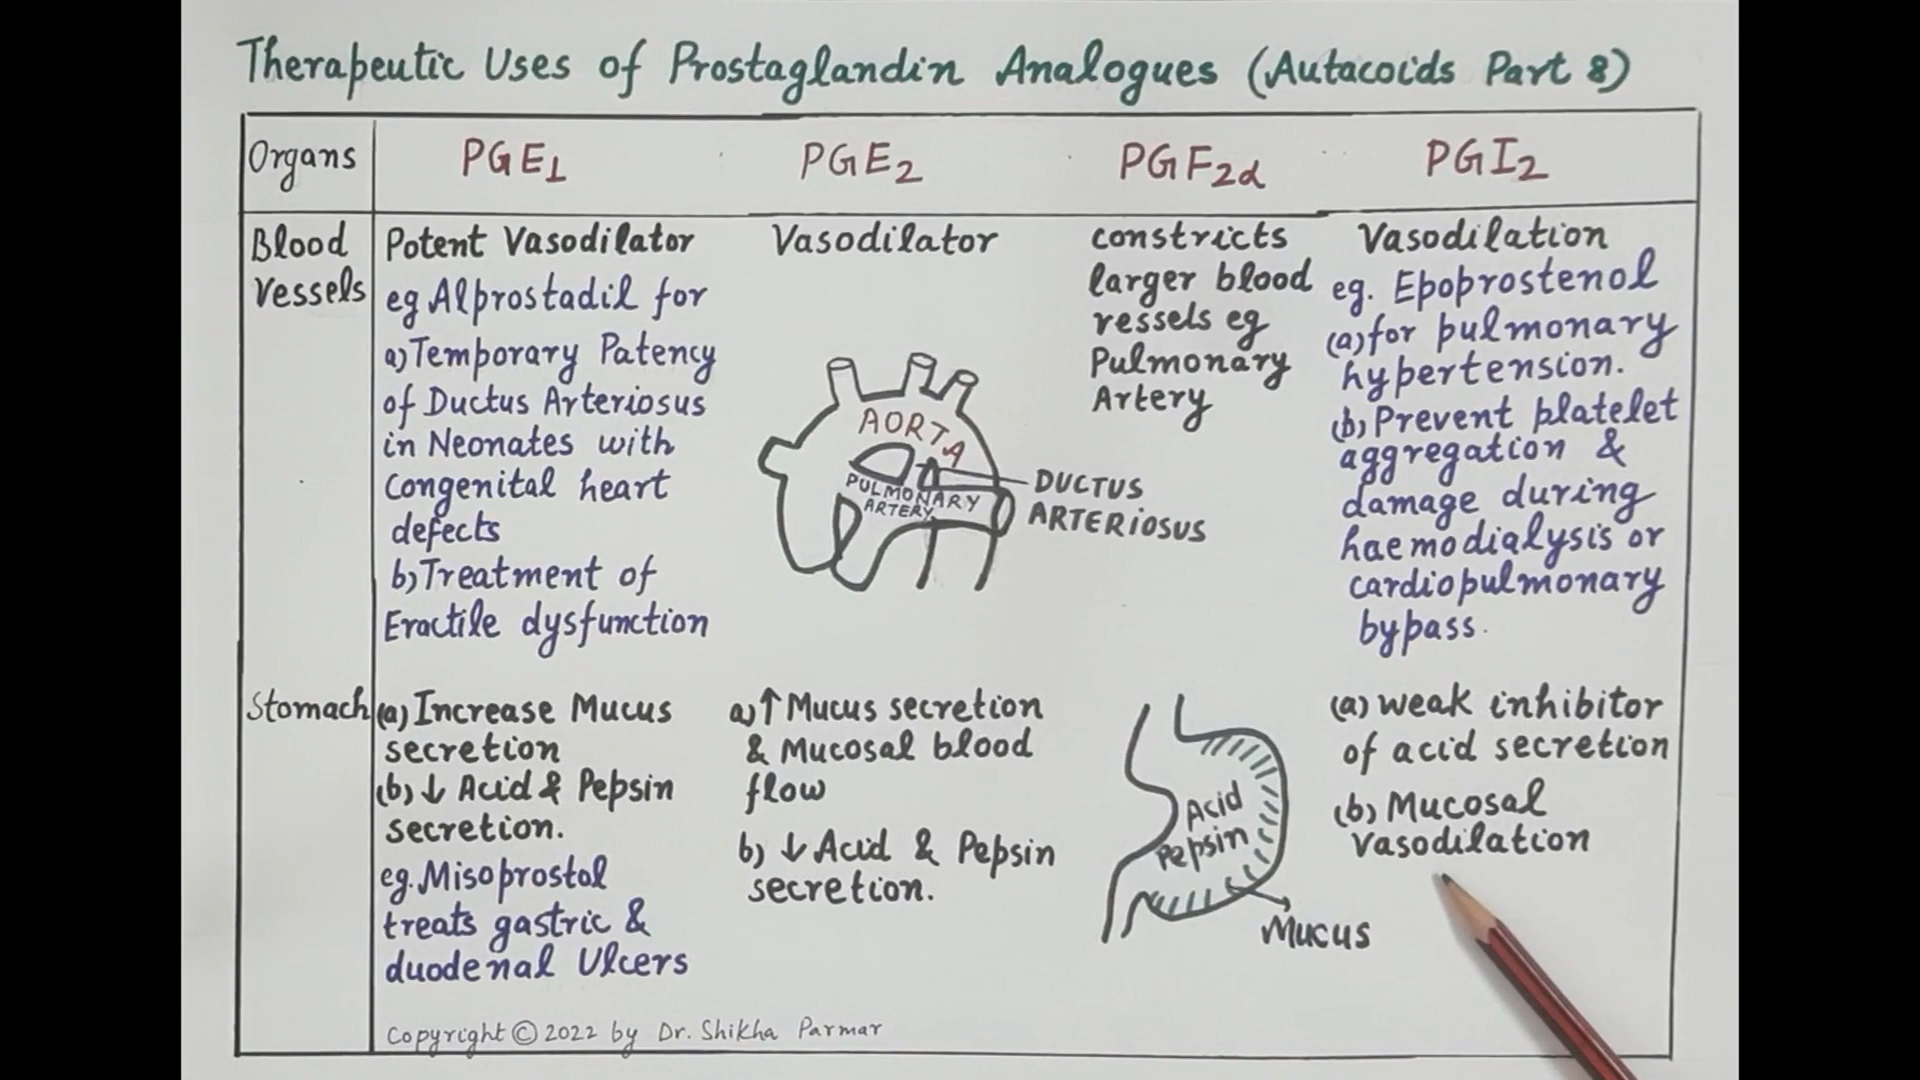 Therapeutic Uses of Prostaglandin Analogues (Autacoids Part 8)
Organs
PGE1
PGE2
PGF2α
PGI2
Blood
Vessels
Potent Vasodilator
eg Alprostadil for
a) Temporary Patency
of Ductus Arteriosus
in Neonates with
Congenital heart
defects
b) Treatment of
Eractile dysfunction
Vasodilator
AORTA
PULMONARY
ARTERY
DUCTUS
ARTERIOSUS
constricts
larger blood
vessels eg
Pulmonary
Artery
Vasodilation
eg. Epoprostenol
(a) for pulmonary
hypertension.
(b) Prevent platelet
aggregation &
damage during
haemodialysis or
cardiopulmonary
bypass.
Stomach
(a) Increase Mucus
secretion
(b) ↓ Acid & Pepsin
secretion.
eg. Misoprostol
treats gastric &
duodenal Ulcers
a) ↑ Mucus secretion
& Mucosal blood
flow
b) ↓ Acid & Pepsin
secretion.
Acid
Pepsin
Mucus
(a) weak inhibitor
of acid secretion
(b) Mucosal
vasodilation
Copyright © 2022 by Dr. Shikha Parmar